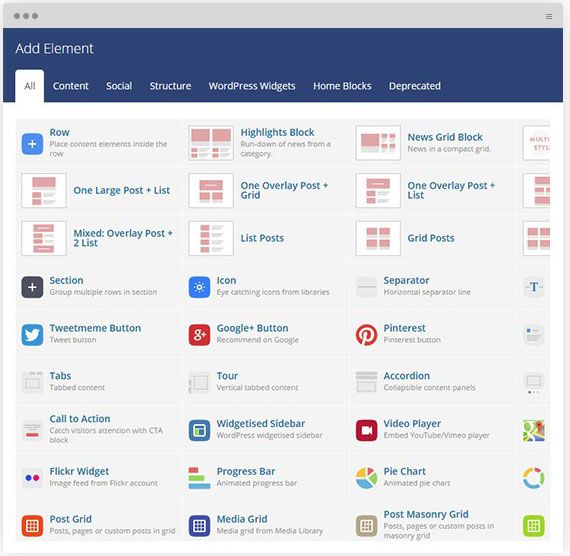 Add Element
All Content Social Structure WordPress Widgets Home Blocks Deprecated
Row
Place content elements inside the
row
Highlights Block
Run-down of news from a
category.
News Grid Block
News in a compact grid.
MULTI
STYL
One Large Post + List
One Overlay Post +
Grid
One Overlay Post +
List
Mixed: Overlay Post +
2 List
List Posts
Grid Posts
Section
Group multiple rows in section
Icon
Eye catching icons from libraries
Separator
Horizontal separator line
T
Tweetmeme Button
Tweet button
g+
Google+ Button
Recommend on Google
Pinterest
Pinterest button
Tabs
Tabbed content
Tour
Vertical tabbed content
Accordion
Collapsible content panels
Call to Action
Catch visitors attention with CTA
block
Widgetised Sidebar
WordPress widgetised sidebar
Video Player
Embed YouTube/Vimeo player
Flickr Widget
Image feed from Flickr account
Progress Bar
Animated progress bar
Pie Chart
Animated pie chart
Post Grid
Posts, pages or custom posts in grid
Media Grid
Media grid from Media Library
Post Masonry Grid
Posts, pages, or custom posts in
masonry grid